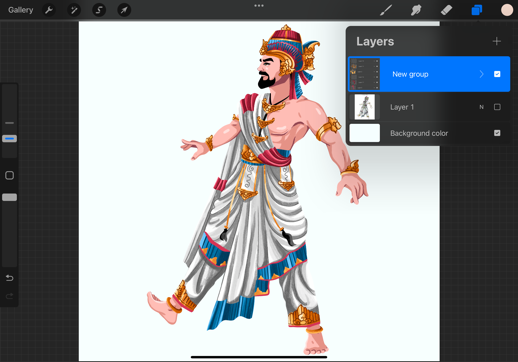 Gallery
Layers
New group
Layer 1
N
Background color